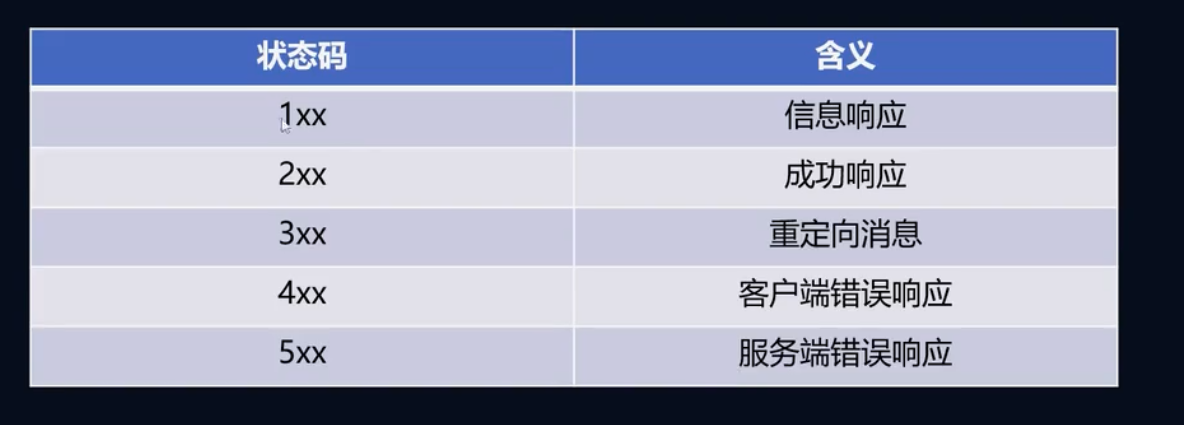 状态码 含义
1xx 信息响应
2xx 成功响应
3xx 重定向消息
4xx 客户端错误响应
5xx 服务端错误响应